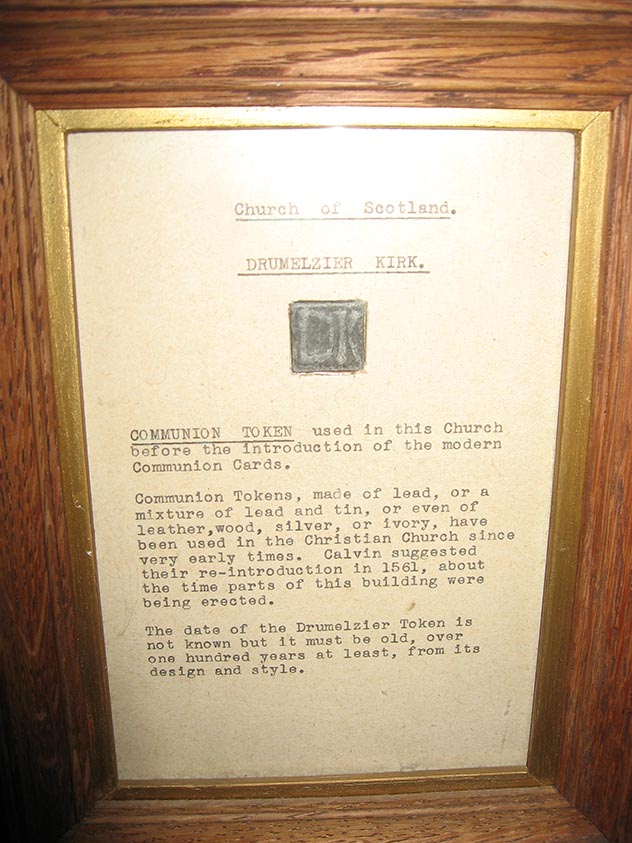 Church of Scotland.
DRUMELZIER KIRK.
DK
COMMUNION TOKEN used in this Church
before the introduction of the modern
Communion Cards.
Communion Tokens, made of lead, or a
mixture of lead and tin, or even of
leather,wood, silver, or ivory, have
been used in the Christian Church since
very early times. Calvin suggested
their re-introduction in 1561, about
the time parts of this building were
being erected.
The date of the Drumelzier Token is
not known but it must be old, over
one hundred years at least, from its
design and style.